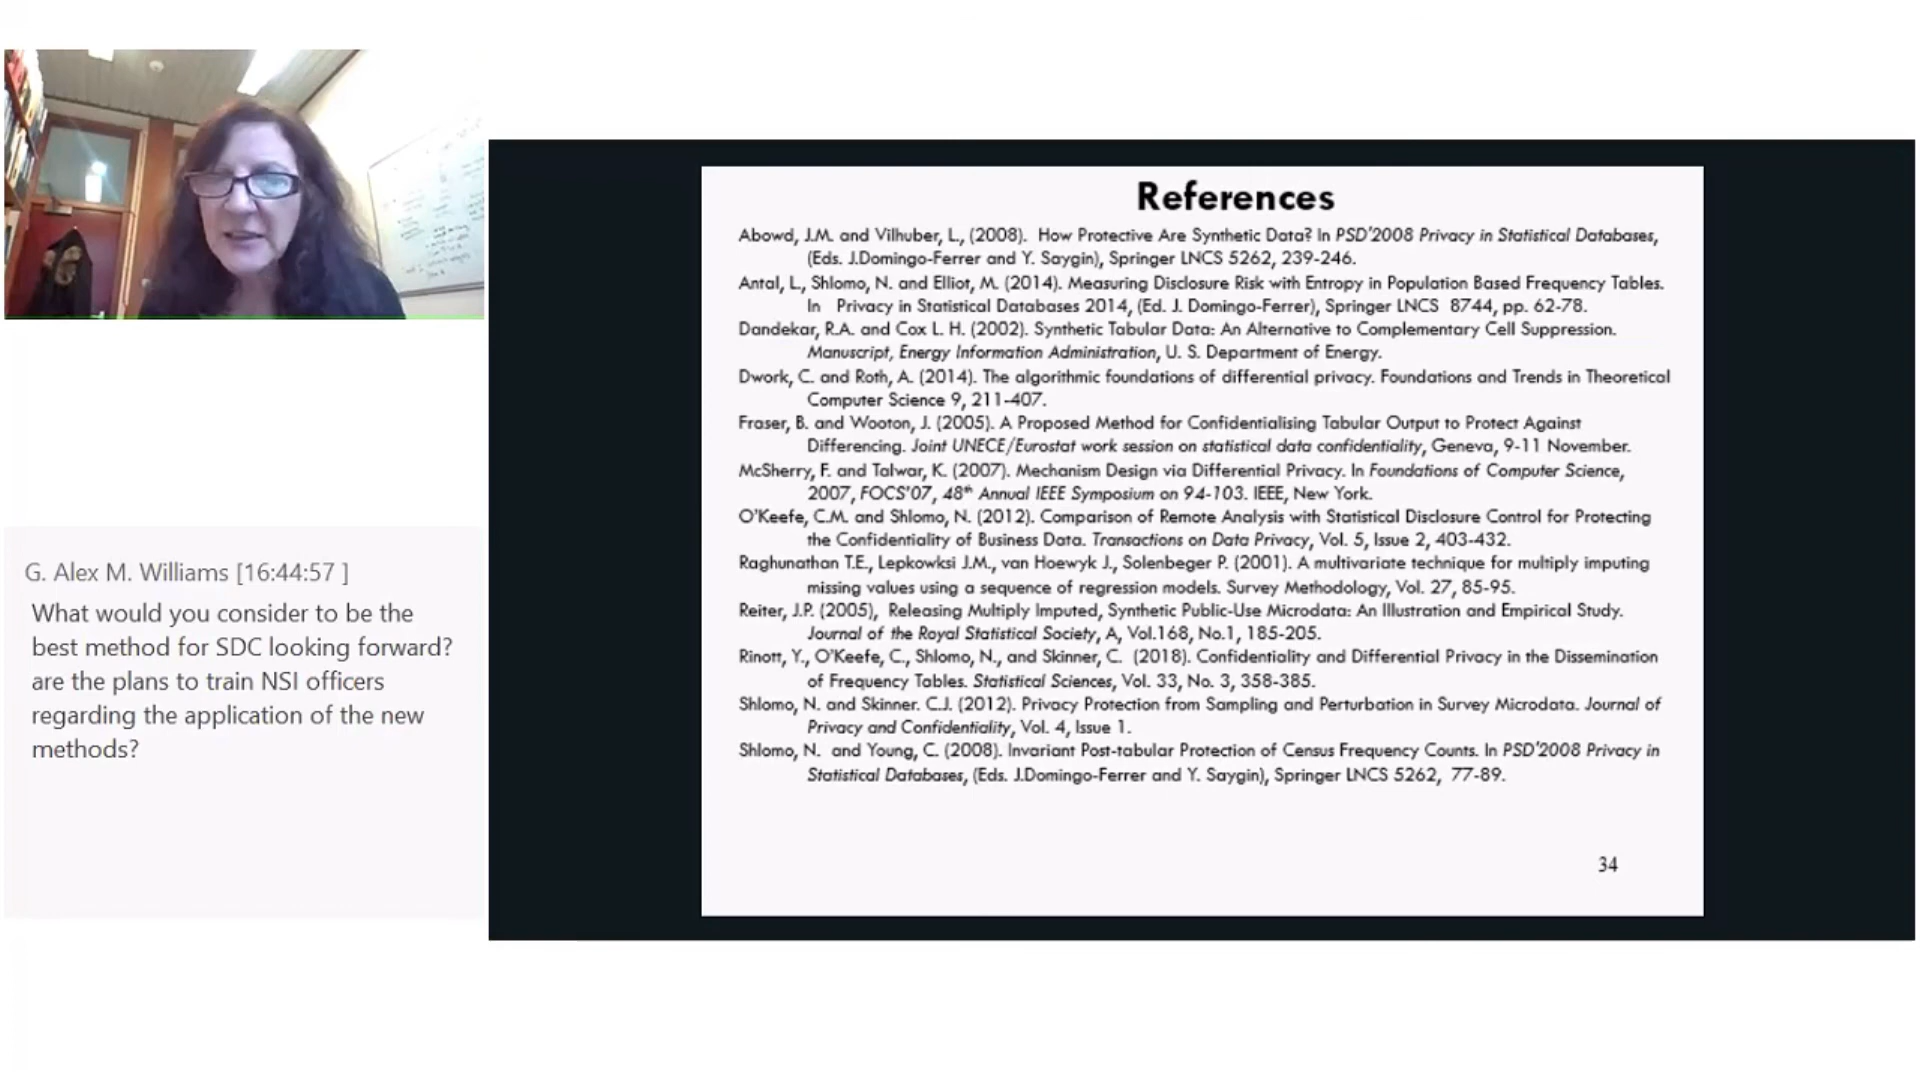 References
Abowd, J.M. and Vilhuber, L., (2008). How Protective Are Synthetic Data? In PSD'2008 Privacy in Statistical Databases,
(Eds. J.Domingo-Ferrer and Y. Saygin), Springer LNCS 5262, 239-246.
Antal, L., Shlomo, N. and Elliot, M. (2014). Measuring Disclosure Risk with Entropy in Population Based Frequency Tables.
In Privacy in Statistical Databases 2014, (Ed. J. Domingo-Ferrer), Springer LNCS 8744, pp. 62-78.
Dandekar, R.A. and Cox L. H. (2002). Synthetic Tabular Data: An Alternative to Complementary Cell Suppression.
Manuscript, Energy Information Administration, U. S. Department of Energy.
Dwork, C. and Roth, A. (2014). The algorithmic foundations of differential privacy. Foundations and Trends in Theoretical
Computer Science 9, 211-407.
Fraser, B. and Wooton, J. (2005). A Proposed Method for Confidentialising Tabular Output to Protect Against
Differencing. Joint UNECE/Eurostat work session on statistical data confidentiality, Geneva, 9-11 November.
McSherry, F. and Talwar, K. (2007). Mechanism Design via Differential Privacy. In Foundations of Computer Science,
2007, FOCS'07, 48th Annual IEEE Symposium on 94-103. IEEE, New York.
O'Keefe, C.M. and Shlomo, N. (2012). Comparison of Remote Analysis with Statistical Disclosure Control for Protecting
the Confidentiality of Business Data. Transactions on Data Privacy, Vol. 5, Issue 2, 403-432.
Raghunathan T.E., Lepkowksi J.M., van Hoewyk J., Solenbeger P. (2001). A multivariate technique for multiply imputing
missing values using a sequence of regression models. Survey Methodology, Vol. 27, 85-95.
Reiter, J.P. (2005), Releasing Multiply Imputed, Synthetic Public-Use Microdata: An Illustration and Empirical Study.
Journal of the Royal Statistical Society, A, Vol.168, No.1, 185-205.
Rinott, Y., O'Keefe, C., Shlomo, N., and Skinner, C. (2018). Confidentiality and Differential Privacy in the Dissemination
of Frequency Tables. Statistical Sciences, Vol. 33, No. 3, 358-385.
Shlomo, N. and Skinner. C.J. (2012). Privacy Protection from Sampling and Perturbation in Survey Microdata. Journal of
Privacy and Confidentiality, Vol. 4, Issue 1.
Shlomo, N. and Young, C. (2008). Invariant Post-tabular Protection of Census Frequency Counts. In PSD'2008 Privacy in
Statistical Databases, (Eds. J.Domingo-Ferrer and Y. Saygin), Springer LNCS 5262, 77-89.
34
G. Alex M. Williams [16:44:57 ]
What would you consider to be the
best method for SDC looking forward?
are the plans to train NSI officers
regarding the application of the new
methods?